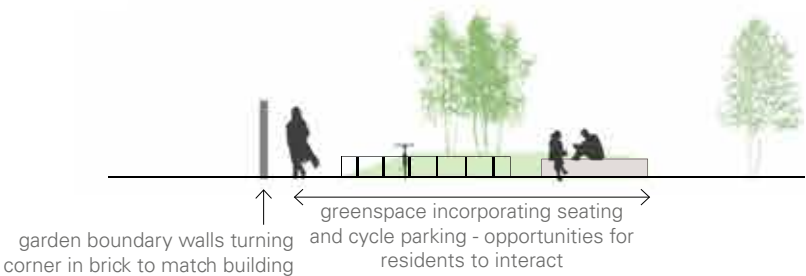 garden boundary walls turning
corner in brick to match building
greenspace incorporating seating
and cycle parking - opportunities for
residents to interact